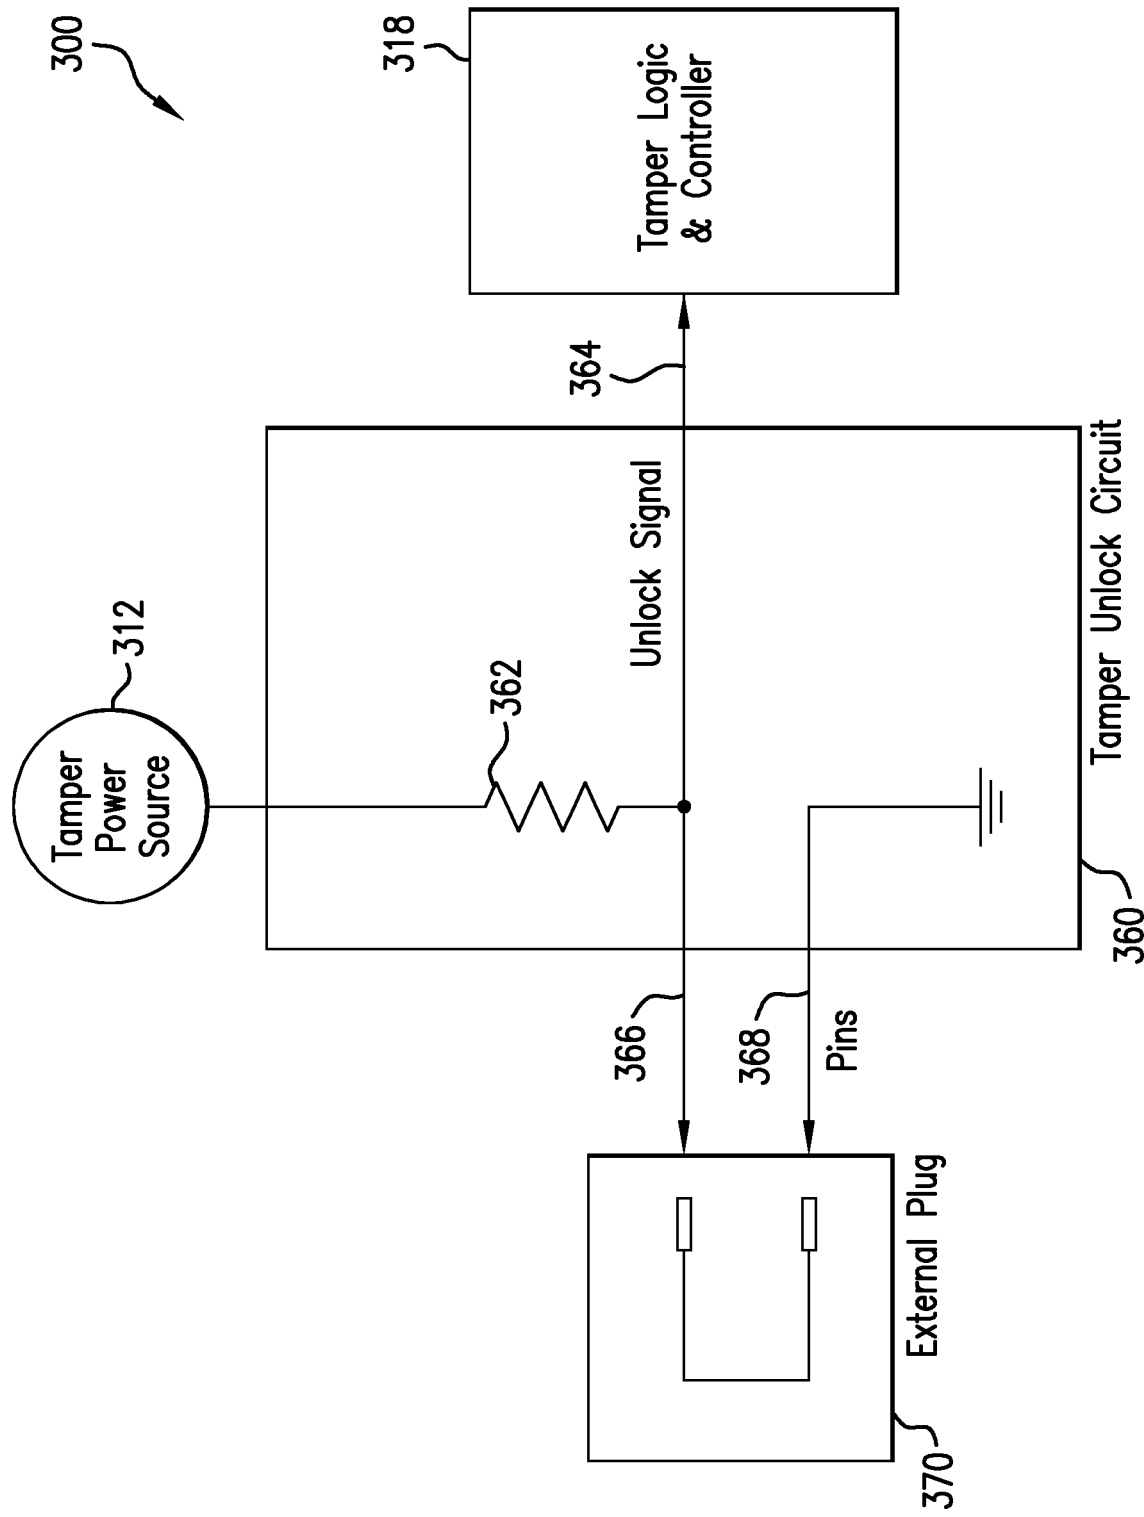 300
318
Tamper Logic
& Controller
364
312
Tamper
Power
Source
362
Unlock Signal
Tamper Unlock Circuit
360
366
368
Pins
External Plug
370